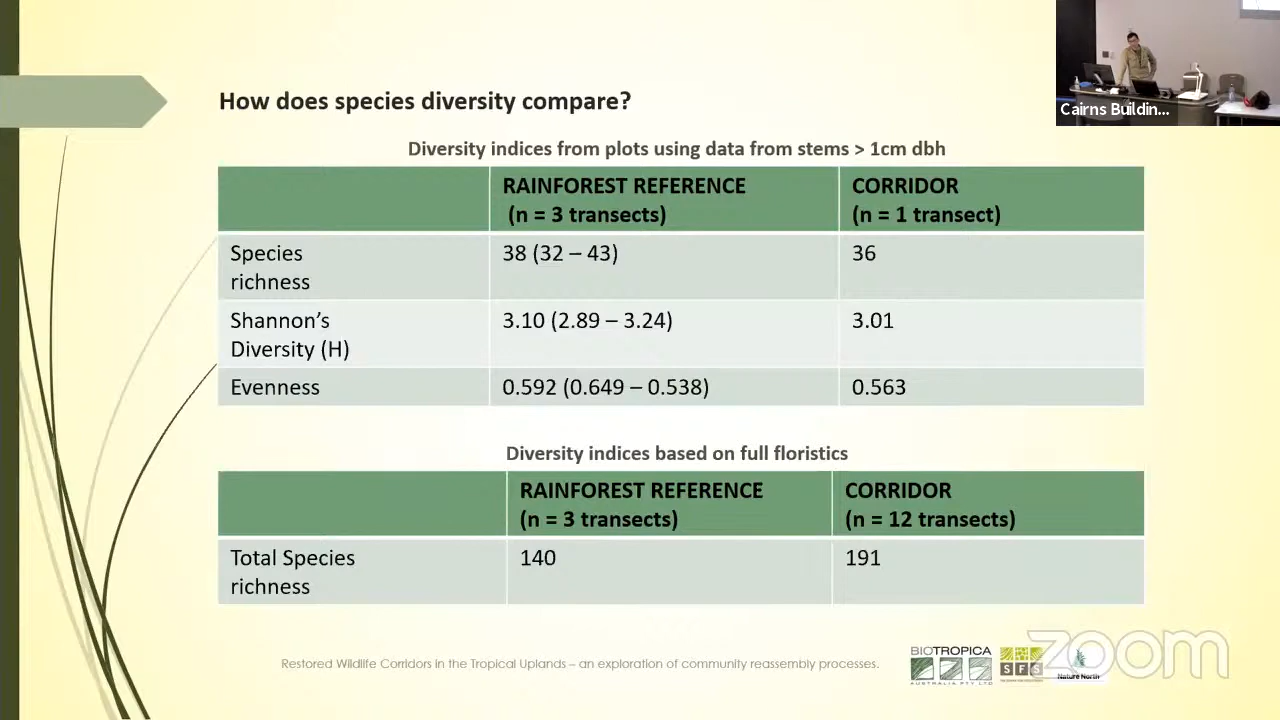 Cairns Buildin...
How does species diversity compare?
Diversity indices from plots using data from stems > 1cm dbh
RAINFOREST REFERENCE
(n = 3 transects)
CORRIDOR
(n = 1 transect)
Species
richness
38 (32 – 43)
36
Shannon’s
Diversity (H)
3.10 (2.89 – 3.24)
3.01
Evenness
0.592 (0.649 – 0.538)
0.563
Diversity indices based on full floristics
RAINFOREST REFERENCE
(n = 3 transects)
CORRIDOR
(n = 12 transects)
Total Species
richness
140
191
Restored Wildlife Corridors in the Tropical Uplands – an exploration of community reassembly processes.
BIOTROPICA
AUSTRALIA PTY LTD
SFS
Nature North
zoom